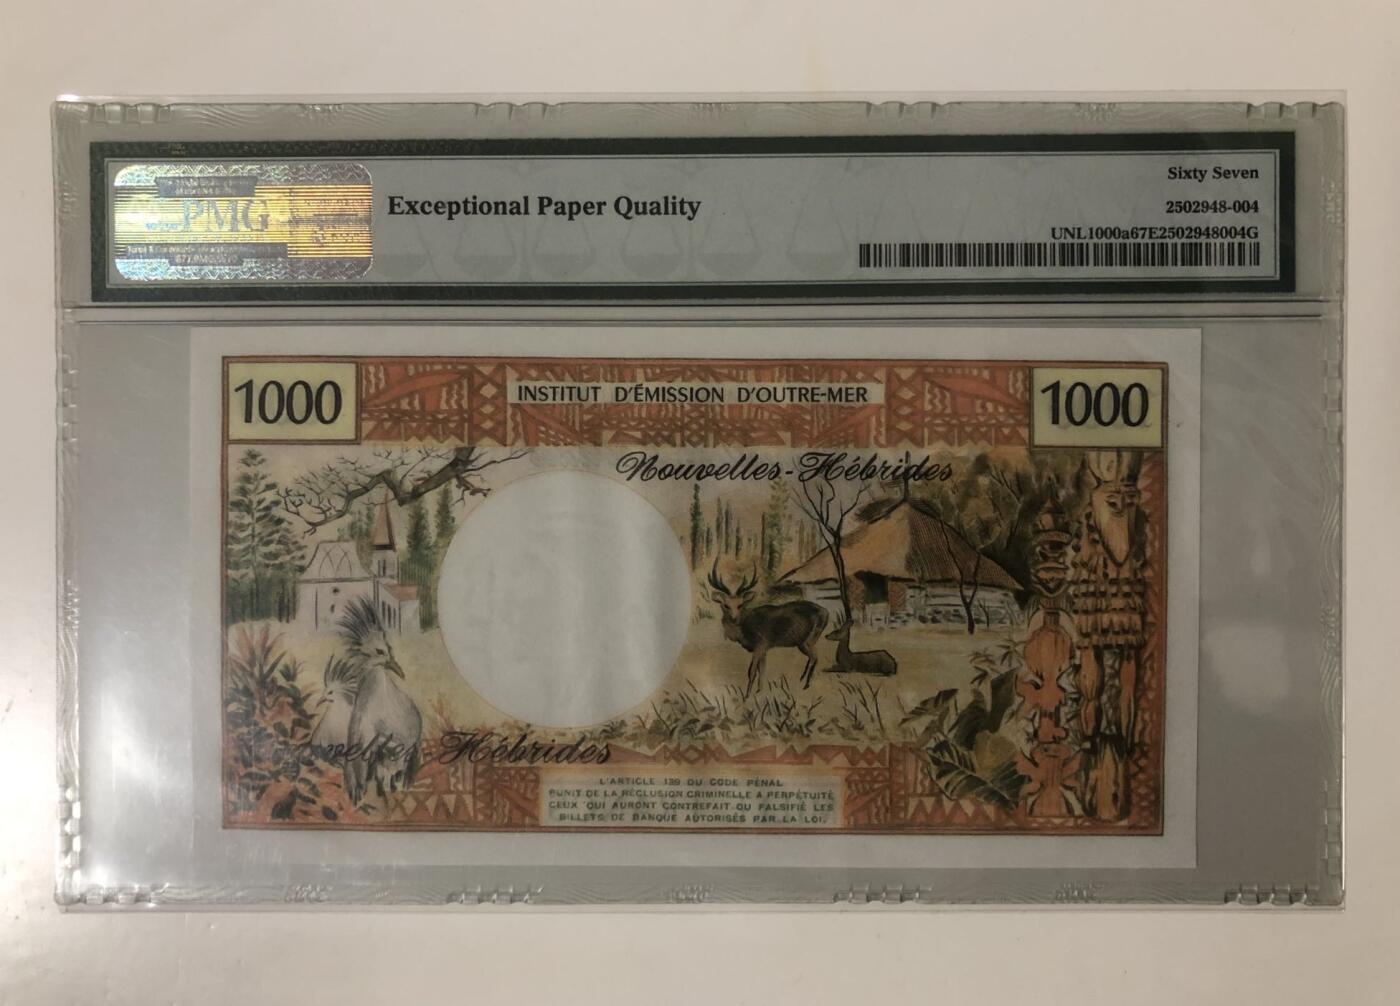 PMG
Exceptional Paper Quality
Sixty Seven
2502948-004
UNL1000a67E2502948004G
1000
INSTITUT D'ÉMISSION D'OUTRE-MER
1000
Nouvelles-Hébrides
Nouvelles-Hébrides
L'ARTICLE 139 DU CODE PÉNAL
PUNIT DE LA RÉCLUSION CRIMINELLE A PERPÉTUITÉ
CEUX QUI AURONT CONTREFAIT OU FALSIFIÉ LES
BILLETS DE BANQUE AUTORISÉS PAR LA LOI.